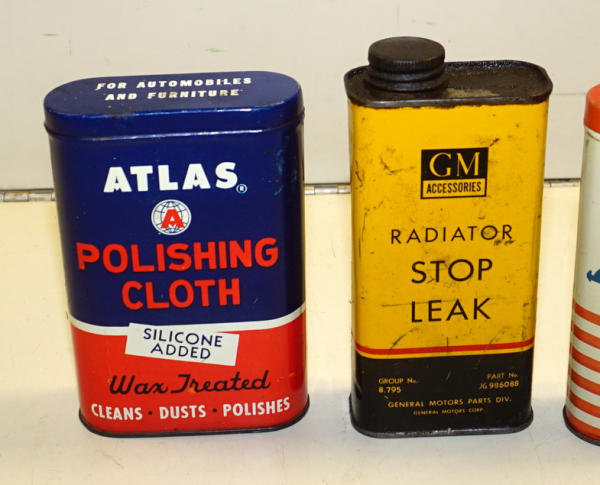 FOR AUTOMOBILES
AND FURNITURE
ATLAS®
A
POLISHING
CLOTH
SILICONE
ADDED
Wax Treated
CLEANS · DUSTS · POLISHES
GM
ACCESSORIES
RADIATOR
STOP
LEAK
GROUP No.
8.795
PART No.
986088
GENERAL MOTORS PARTS DIV.
GENERAL MOTORS CORP.